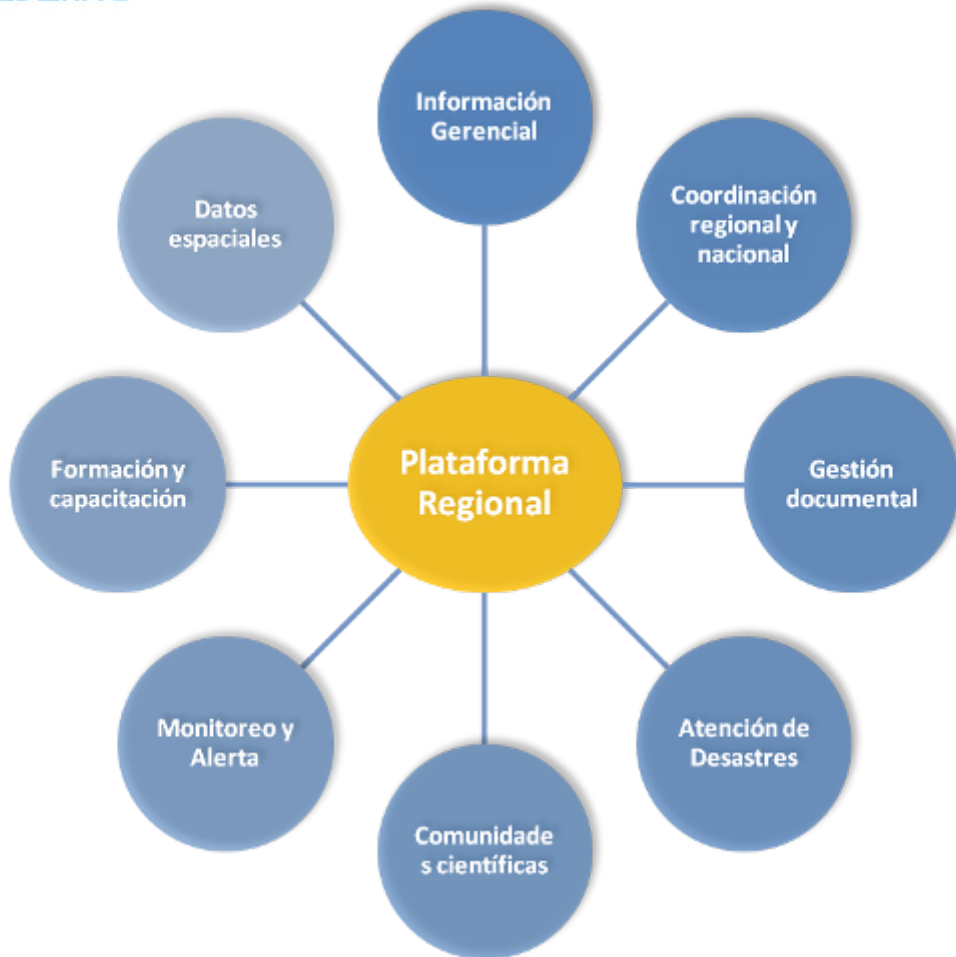 Información
Gerencial
Coordinación
regional y
nacional
Gestión
documental
Atención de
Desastres
Comunidade
s científicas
Monitoreo y
Alerta
Formación y
capacitación
Datos
espaciales
Plataforma
Regional